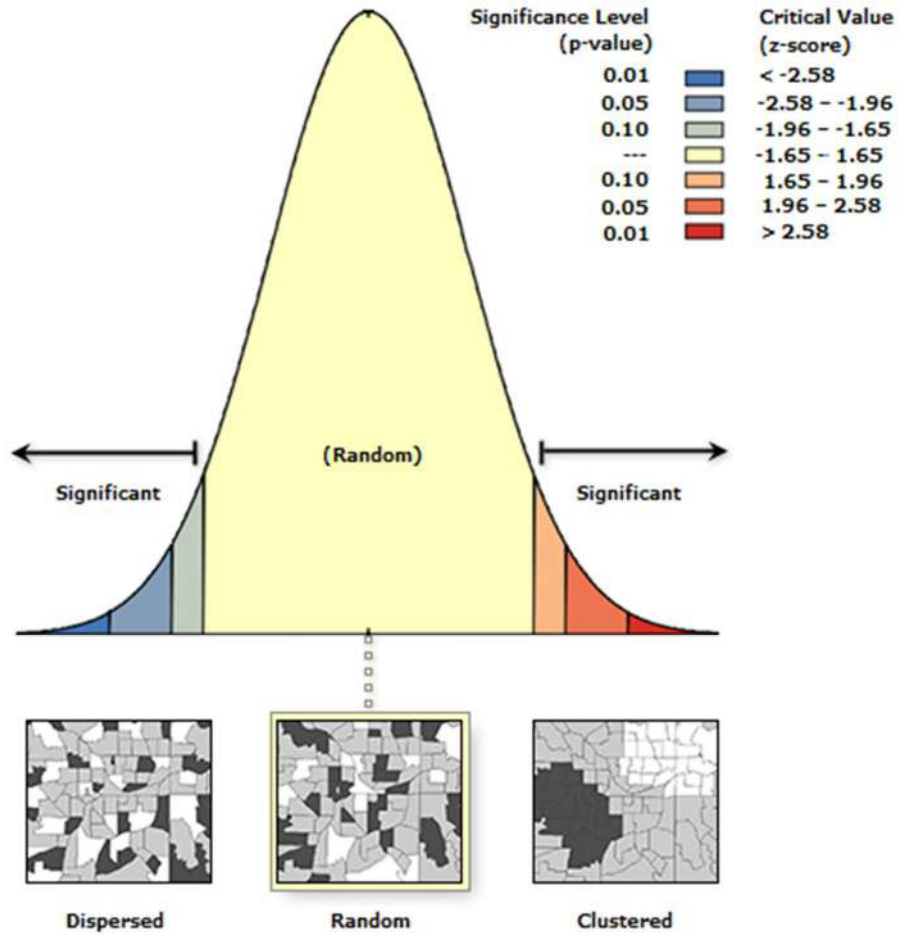 Significance Level Critical Value
(p-value) (z-score)
0.01 < -2.58
0.05 -2.58 – -1.96
0.10 -1.96 – -1.65
--- -1.65 – 1.65
0.10 1.65 – 1.96
0.05 1.96 – 2.58
0.01 > 2.58
(Random)
Significant Significant
Dispersed Random Clustered